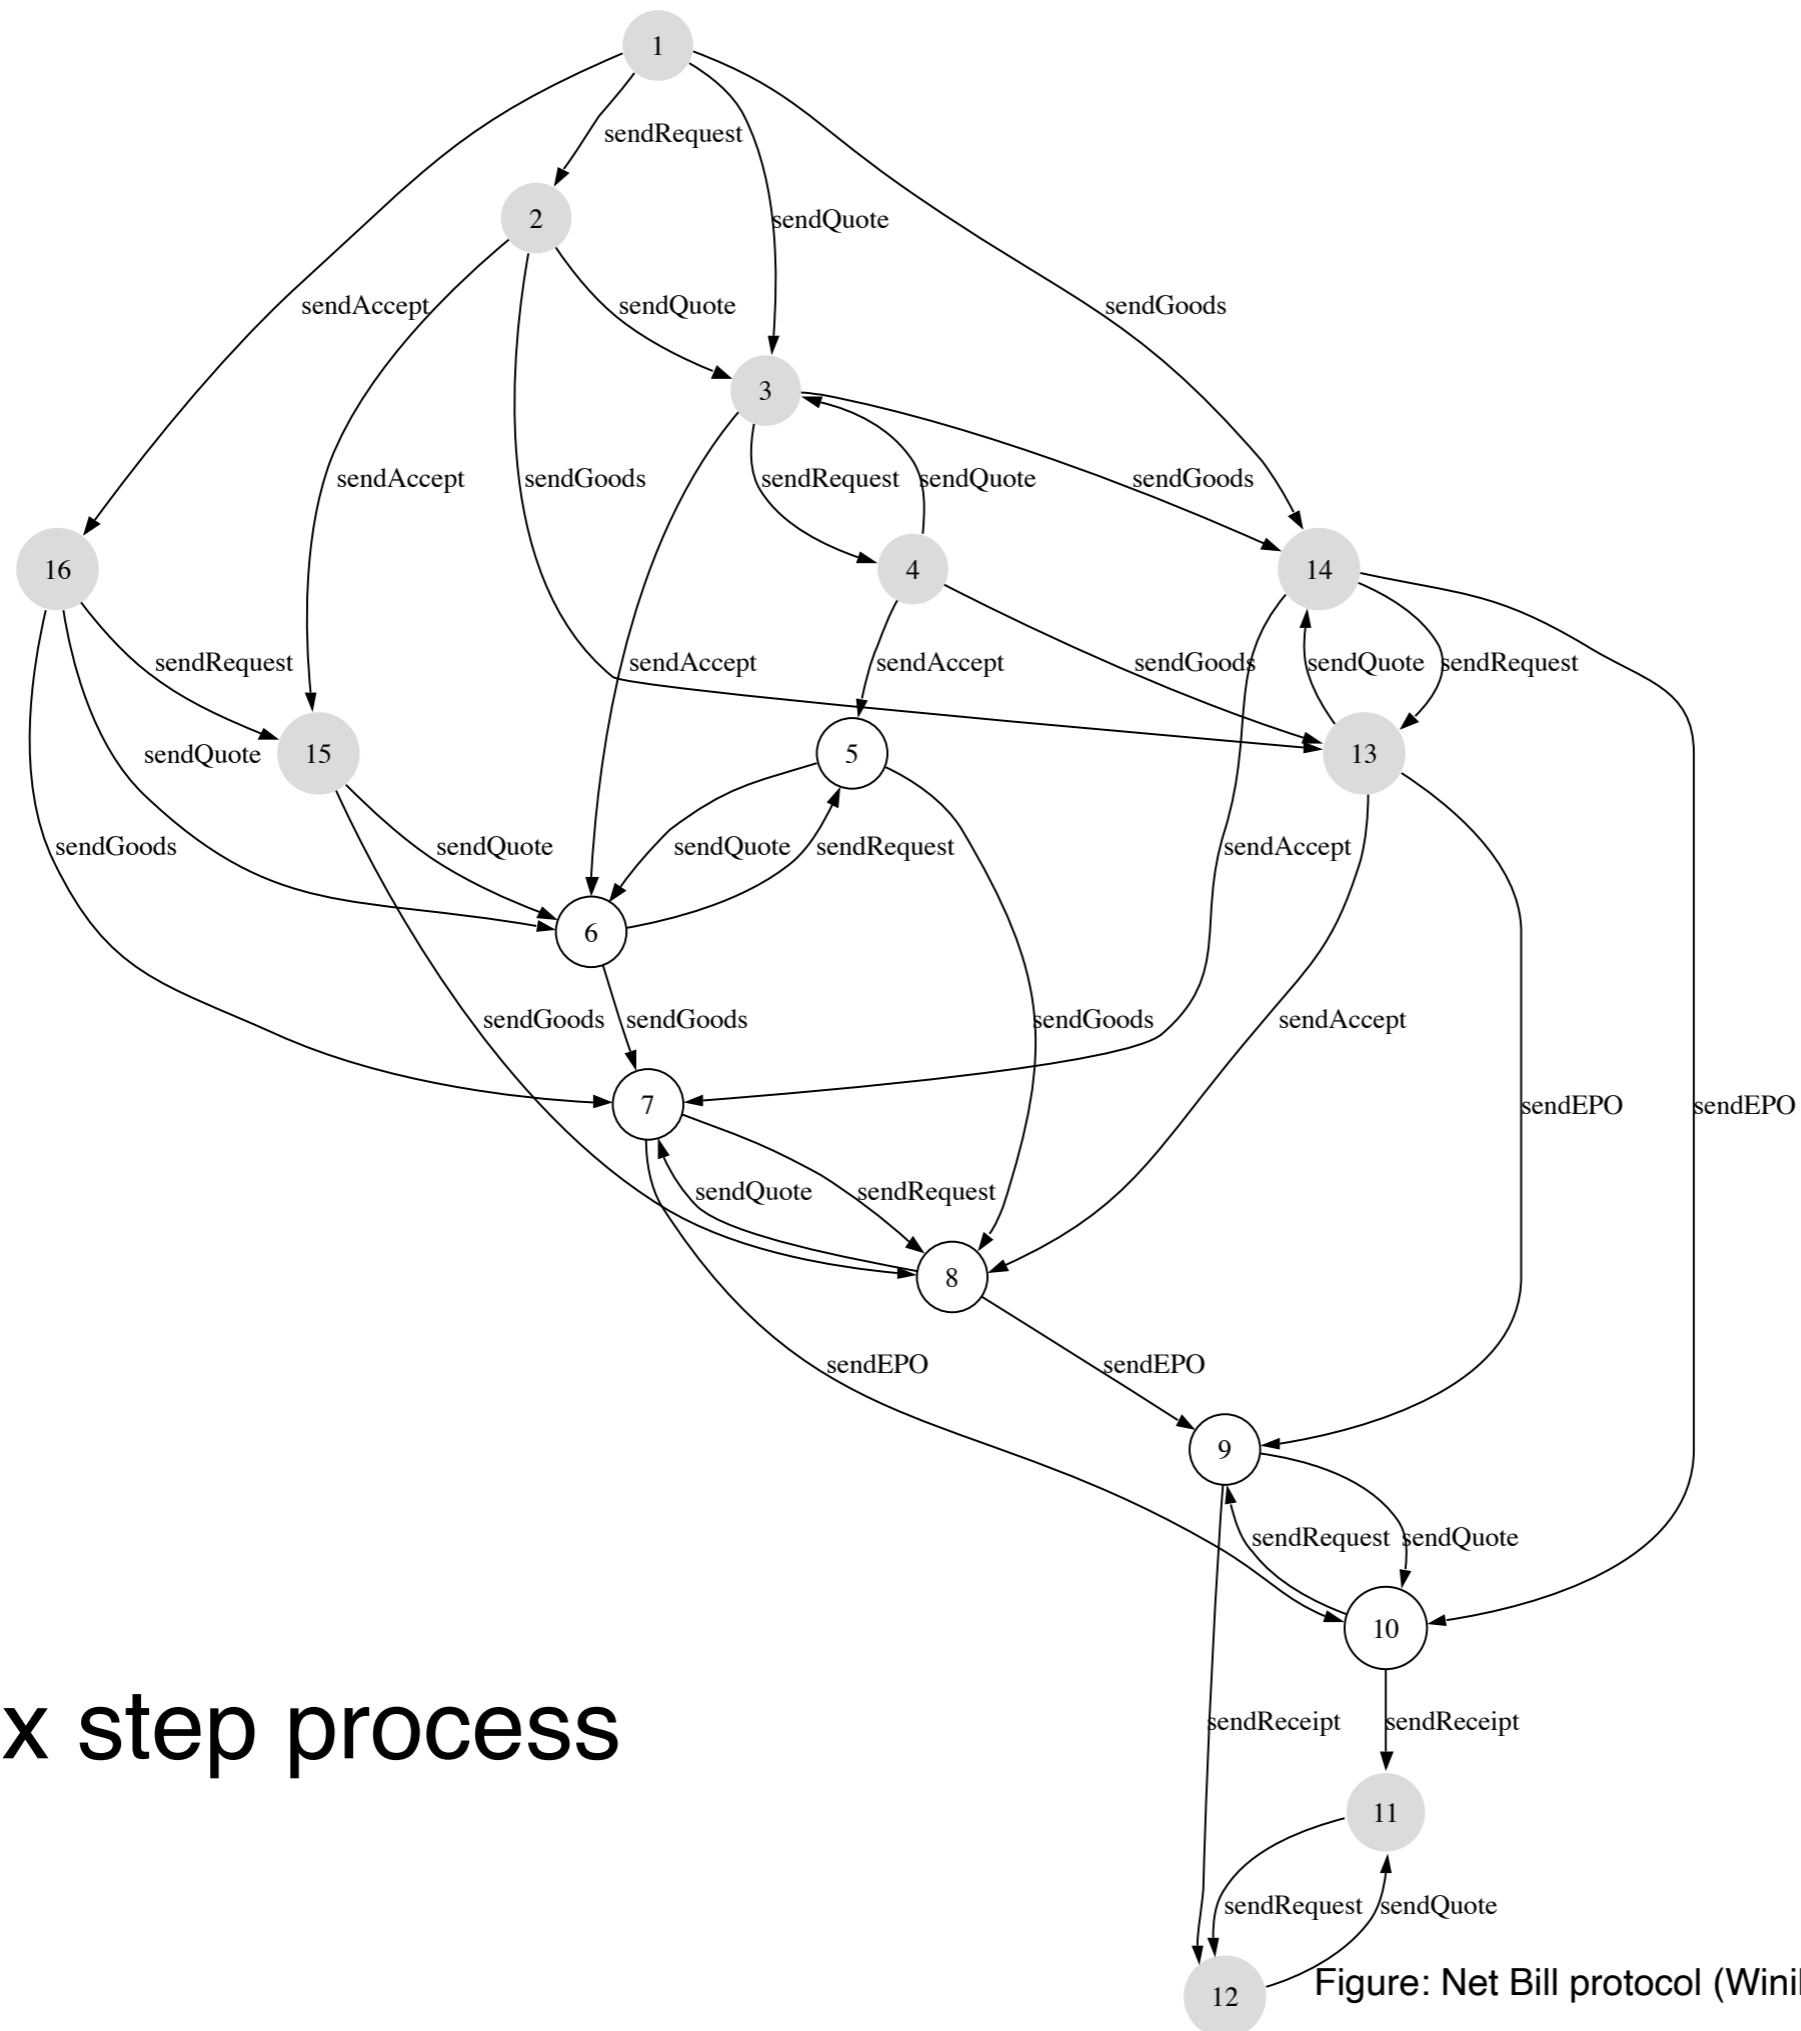 1
sendRequest
2
sendQuote
sendAccept
sendQuote
sendGoods
3
sendAccept
sendGoods
sendRequest
sendQuote
sendGoods
16
4
14
sendRequest
sendAccept
sendAccept
sendGoods
sendQuote
sendRequest
sendQuote
15
5
13
sendGoods
sendQuote
sendQuote
sendRequest
sendAccept
6
sendGoods
sendGoods
sendGoods
sendAccept
7
sendEPO
sendEPO
sendQuote
sendRequest
8
sendEPO
sendEPO
9
sendRequest
sendQuote
10
x step process
sendReceipt
sendReceipt
11
sendRequest
sendQuote
12
Figure: Net Bill protocol